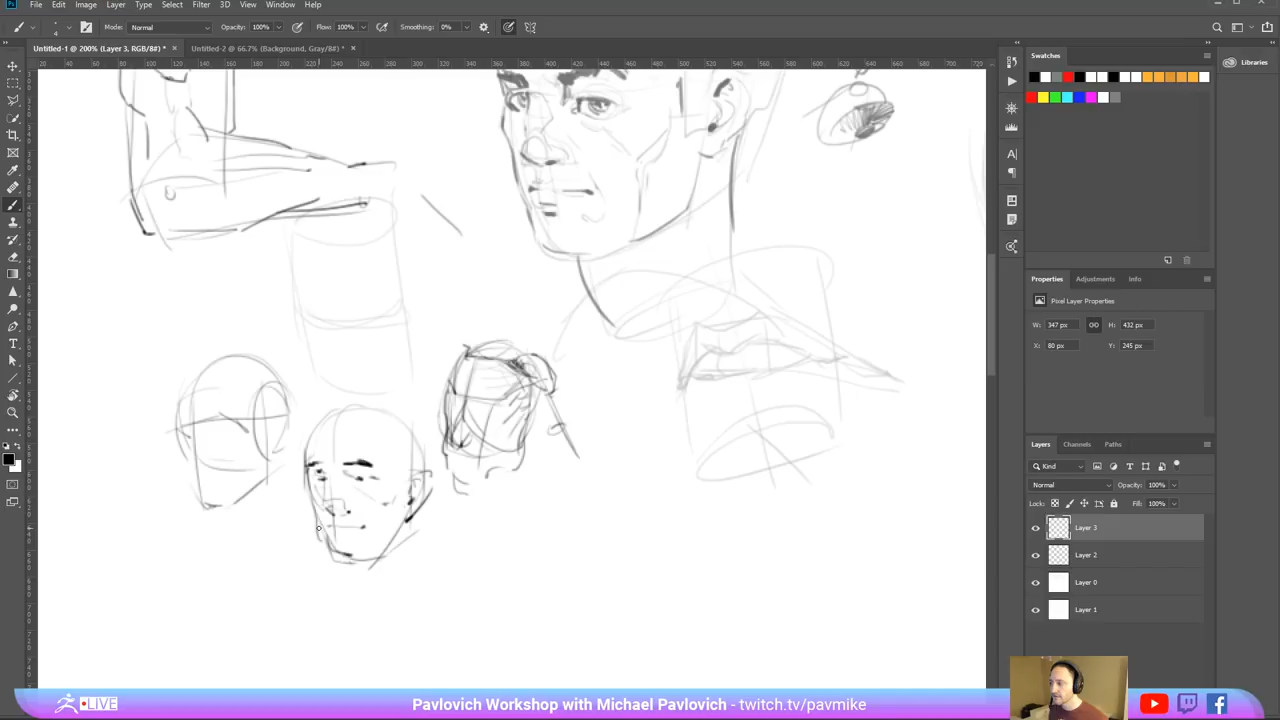 Ps File Edit Image Layer Type Select Filter 3D View Window Help
4 Mode: Normal Opacity: 100% Flow: 100% Smoothing: 0%
Untitled-1 @ 200% (Layer 3, RGB/8#) * × Untitled-2 @ 66.7% (Background, Gray/8#) * ×
Swatches
Libraries
Properties Adjustments Info
Pixel Layer Properties
W: 347 px H: 432 px
X: 80 px Y: 245 px
Layers Channels Paths
Kind
Normal Opacity: 100%
Lock: Fill: 100%
Layer 3
Layer 2
Layer 0
Layer 1
LIVE
Pavlovich Workshop with Michael Pavlovich - twitch.tv/pavmike